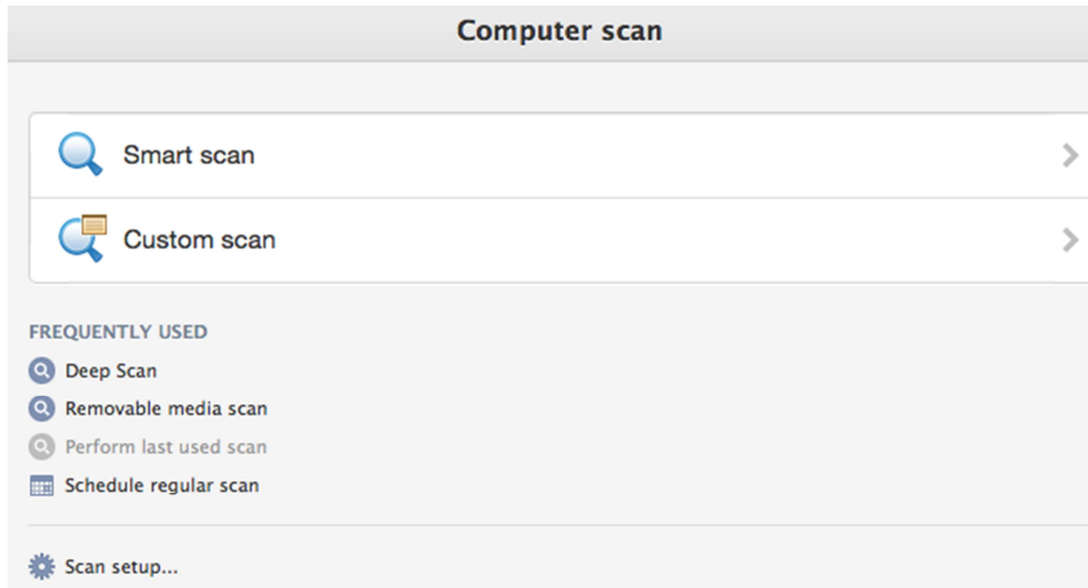 Computer scan
Smart scan
Custom scan
FREQUENTLY USED
Deep Scan
Removable media scan
Perform last used scan
Schedule regular scan
Scan setup...